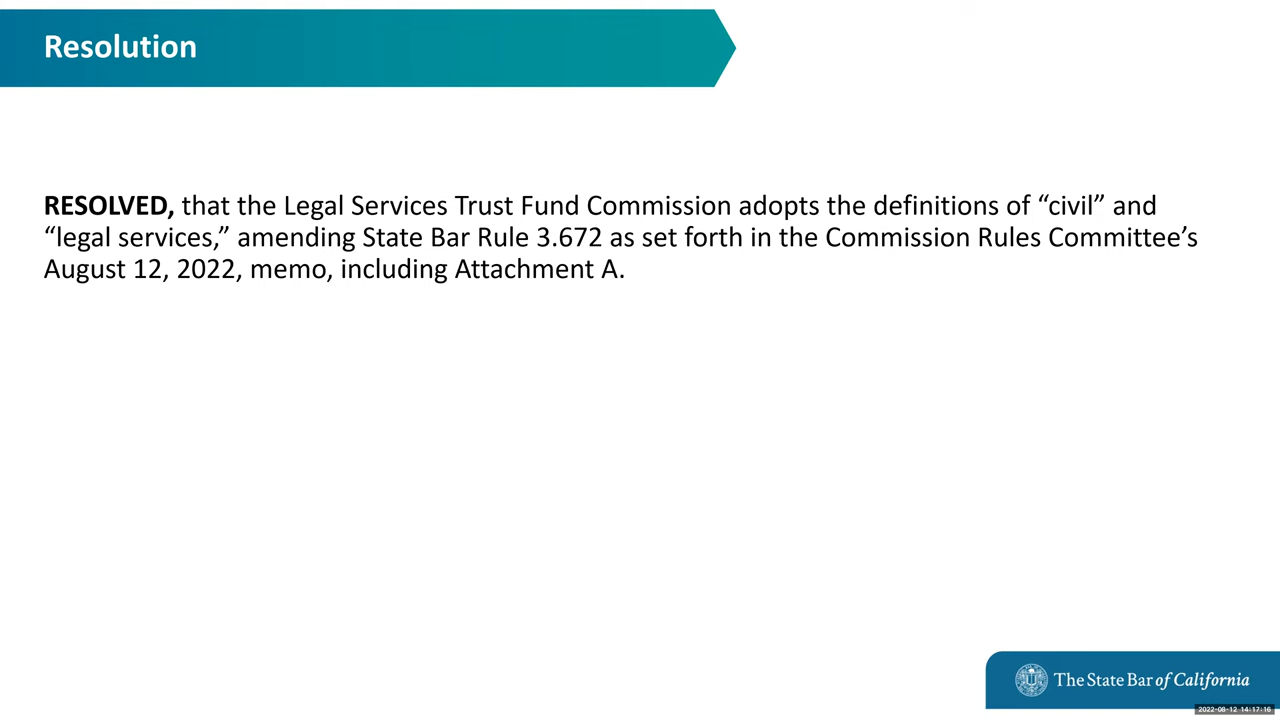 Resolution
RESOLVED, that the Legal Services Trust Fund Commission adopts the definitions of “civil” and
“legal services,” amending State Bar Rule 3.672 as set forth in the Commission Rules Committee’s
August 12, 2022, memo, including Attachment A.
The State Bar of California
2022-08-12 14:17:16